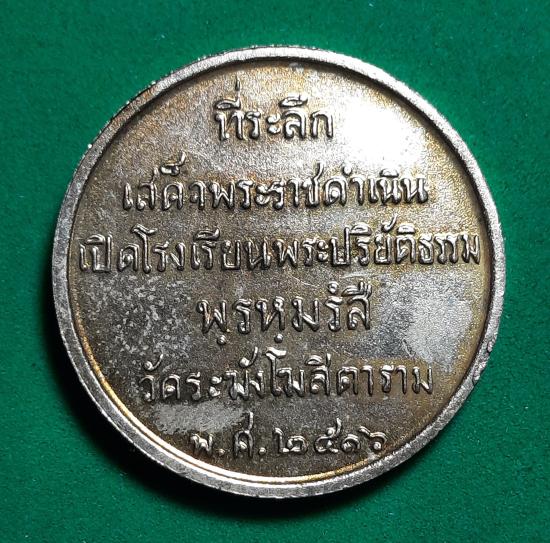 ที่ระลึก
เสด็จพระราชดำเนิน
เปิดโรงเรียนพระปริยัติธรรม
พรหฺมรํสี
วัดระฆังโฆสิตาราม
พ.ศ.๒๕๑๖